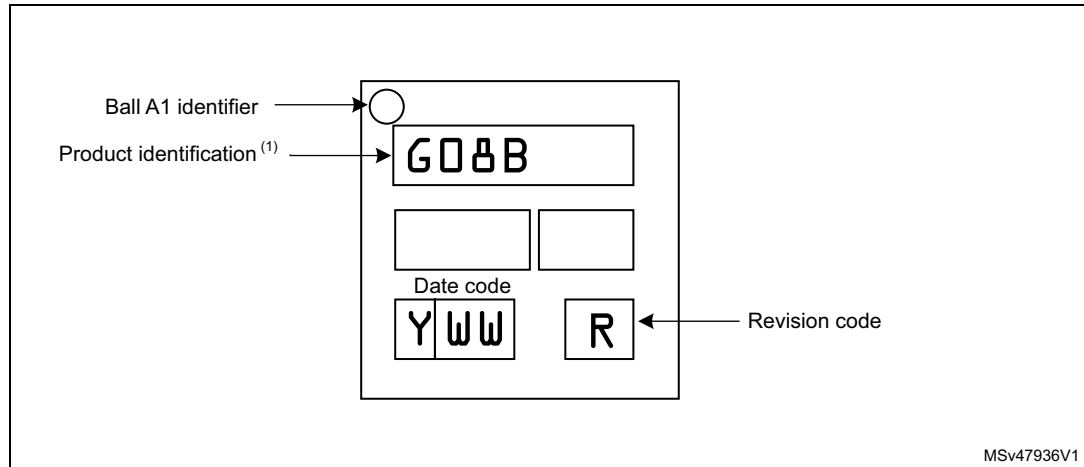 Ball A1 identifier
Product identification (1)
G08B
Date code
Y WW
R
Revision code
MSv47936V1